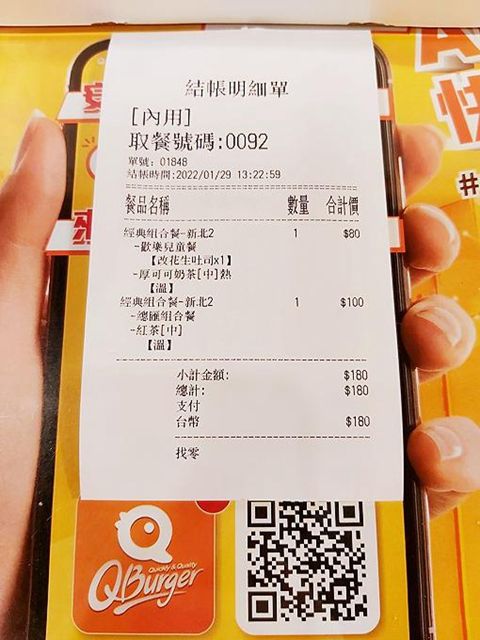 結帳明細單
[內用]
取餐號碼:0092
單號: 01848
結帳時間:2022/01/29 13:22:59
餐品名稱 數量 合計價
經典組合餐-新北2 1 $80
-歡樂兒童餐
【改花生吐司x1】
-厚可可奶茶[中]熱
【溫】
經典組合餐-新北2 1 $100
-總匯組合餐
-紅茶[中]
【溫】
小計金額: $180
總計: $180
支付
台幣 $180
找零
Quickly & Quality
QBurger